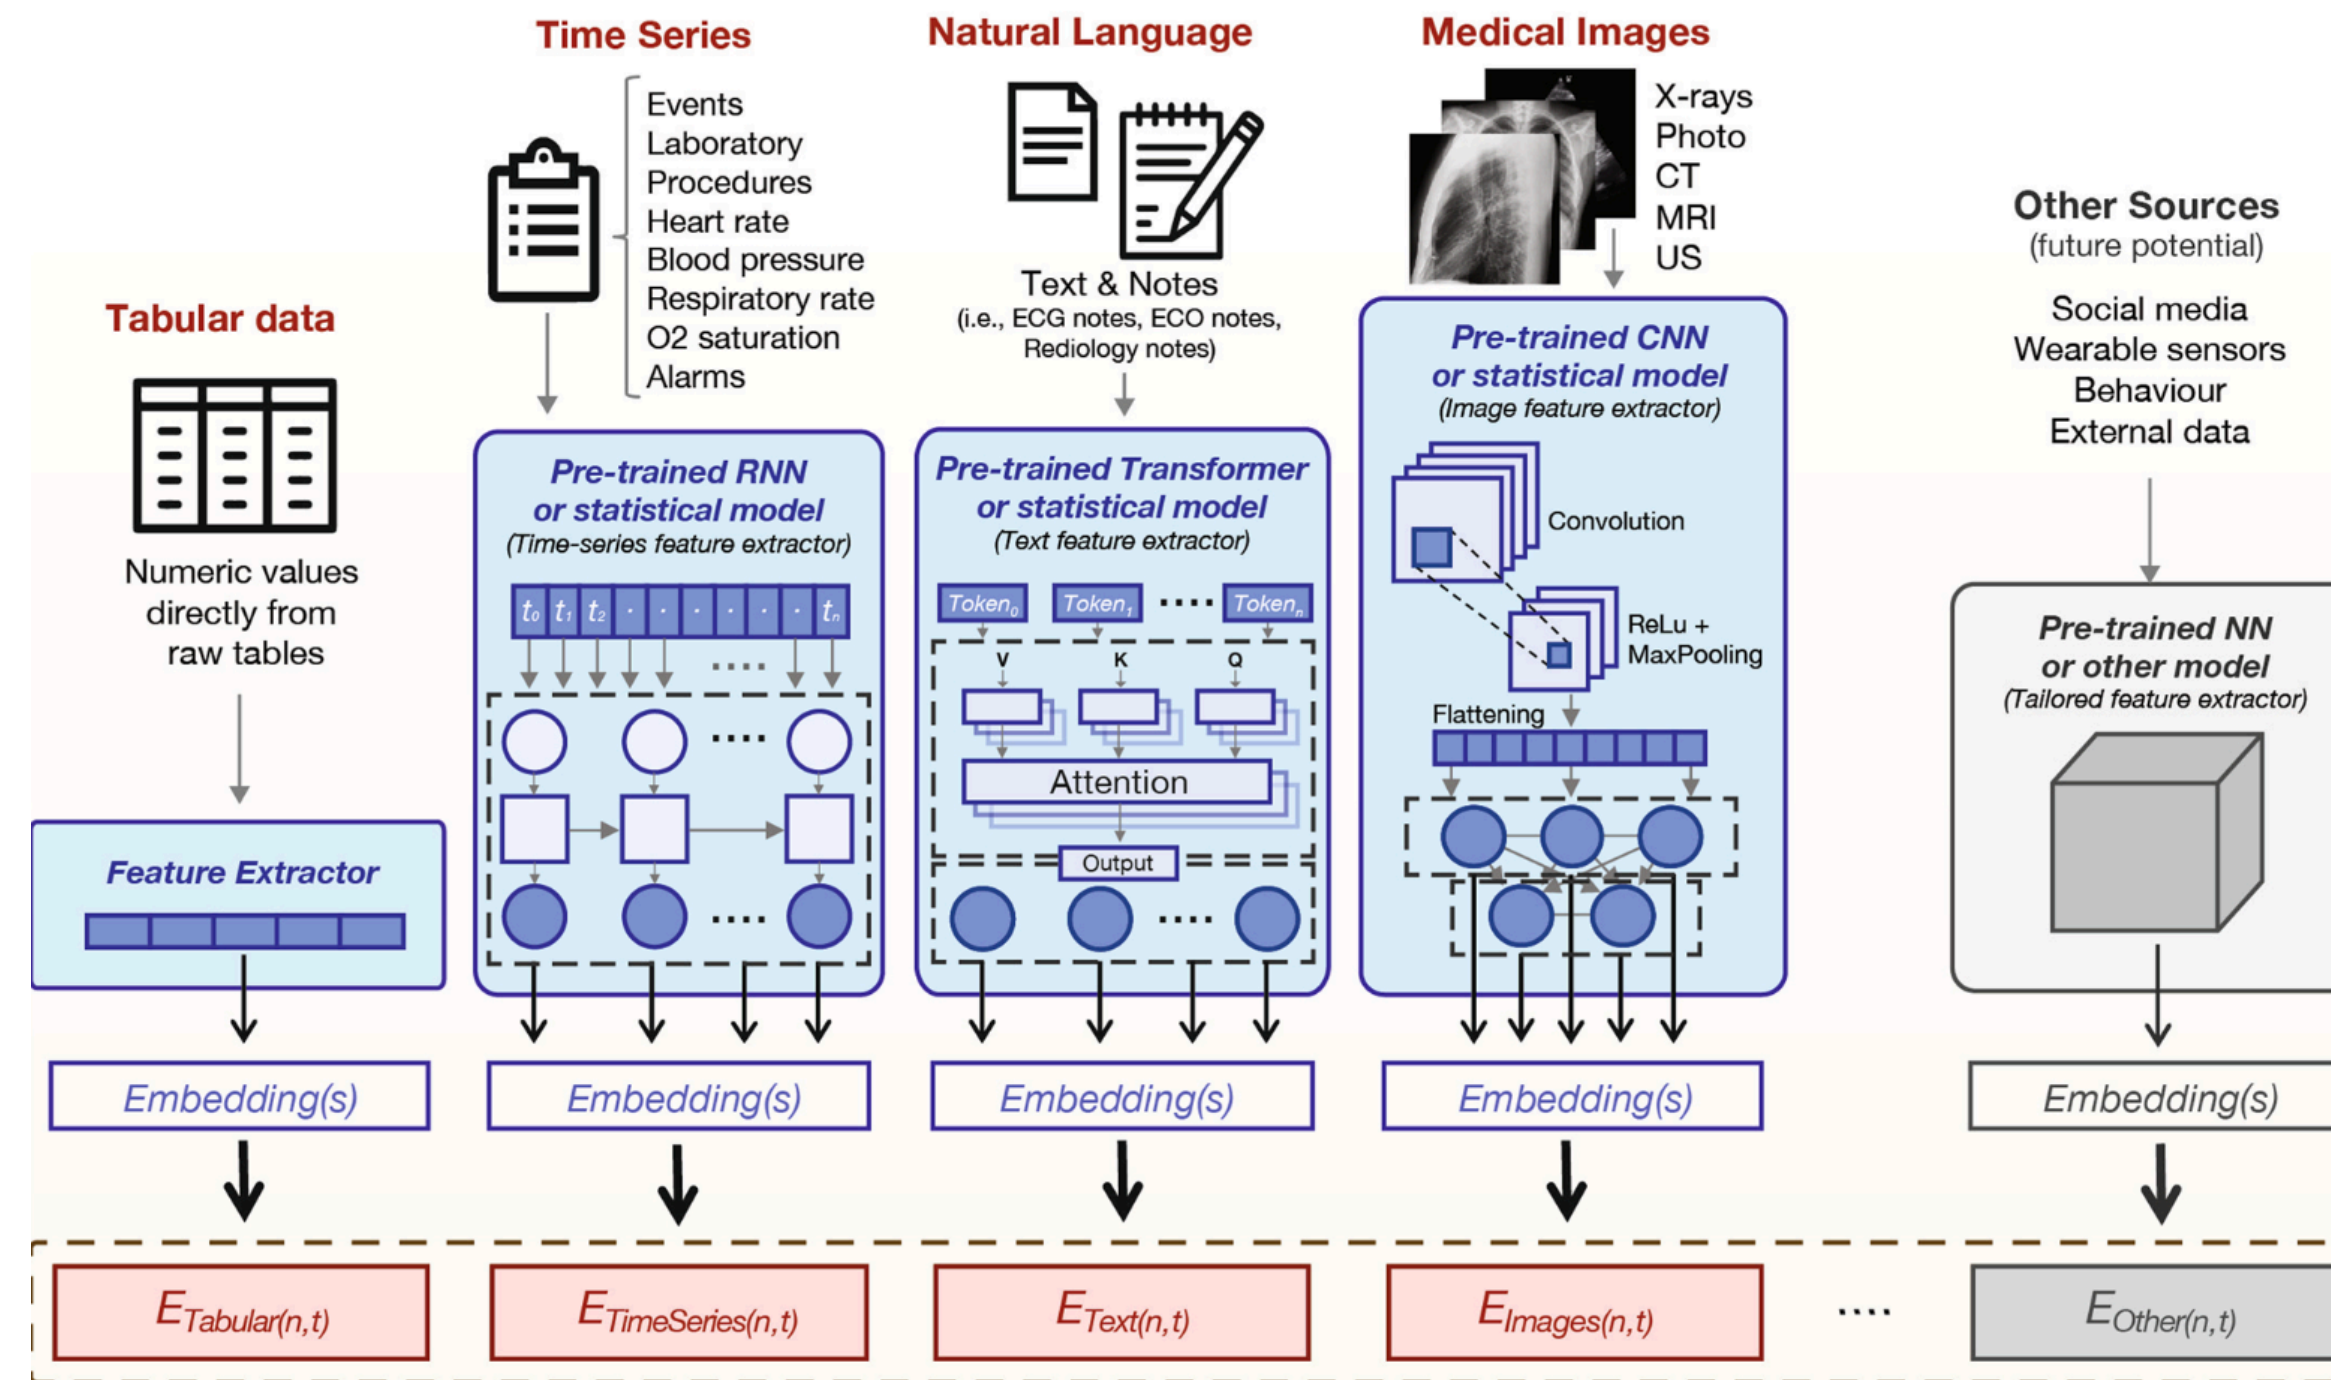 Tabular data
Numeric values
directly from
raw tables
Feature Extractor
Embedding(s)
E Tabular(n,t)
Time Series
Events
Laboratory
Procedures
Heart rate
Blood pressure
Respiratory rate
O2 saturation
Alarms
Pre-trained RNN
or statistical model
(Time-series feature extractor)
t0 t1 t2 · · · · · · tn
....
....
....
Embedding(s)
E TimeSeries(n,t)
Natural Language
Text & Notes
(i.e., ECG notes, ECO notes,
Rediology notes)
Pre-trained Transformer
or statistical model
(Text feature extractor)
Token0 Token1 .... Tokenn
V K Q
Attention
Output
....
Embedding(s)
E Text(n,t)
Medical Images
X-rays
Photo
CT
MRI
US
Pre-trained CNN
or statistical model
(Image feature extractor)
Convolution
ReLu +
MaxPooling
Flattening
Embedding(s)
E Images(n,t)
....
Other Sources
(future potential)
Social media
Wearable sensors
Behaviour
External data
Pre-trained NN
or other model
(Tailored feature extractor)
Embedding(s)
E Other(n,t)